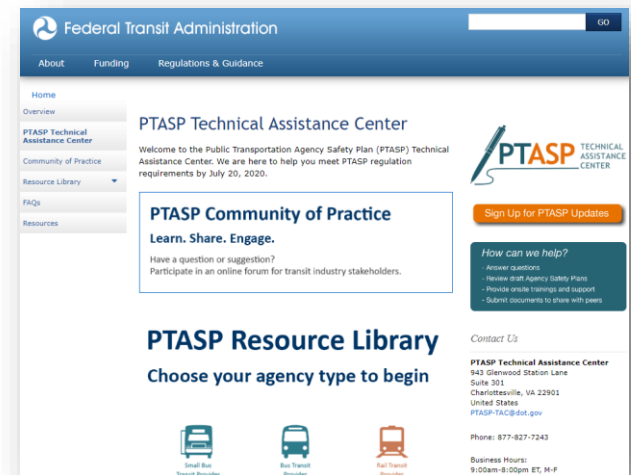 Federal Transit Administration
GO
About Funding Regulations & Guidance
Home
Overview
PTASP Technical
Assistance Center
Community of Practice
Resource Library
FAQs
Resources
PTASP Technical Assistance Center
Welcome to the Public Transportation Agency Safety Plan (PTASP) Technical
Assistance Center. We are here to help you meet PTASP regulation
requirements by July 20, 2020.
PTASP Community of Practice
Learn. Share. Engage.
Have a question or suggestion?
Participate in an online forum for transit industry stakeholders.
PTASP Resource Library
Choose your agency type to begin
Small Bus
Transit Provider
Bus Transit
Provider
Rail Transit
Provider
PTASP TECHNICAL
ASSISTANCE
CENTER
Sign Up for PTASP Updates
How can we help?
- Answer questions
- Review draft Agency Safety Plans
- Provide onsite trainings and support
- Submit documents to share with peers
Contact Us
PTASP Technical Assistance Center
943 Glenwood Station Lane
Suite 301
Charlottesville, VA 22901
United States
PTASP-TAC@dot.gov
Phone: 877-827-7243
Business Hours:
9:00am-8:00pm ET, M-F